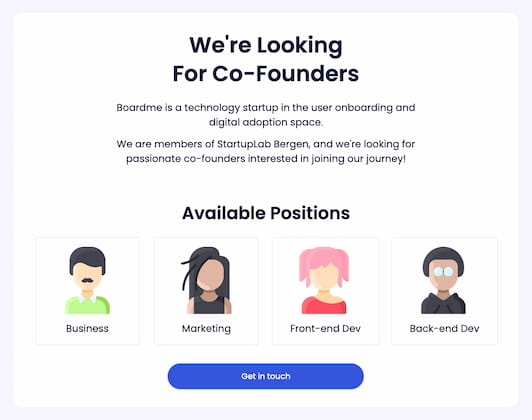 We're Looking
For Co-Founders
Boardme is a technology startup in the user onboarding and
digital adoption space.
We are members of StartupLab Bergen, and we're looking for
passionate co-founders interested in joining our journey!
Available Positions
Business
Marketing
Front-end Dev
Back-end Dev
Get in touch